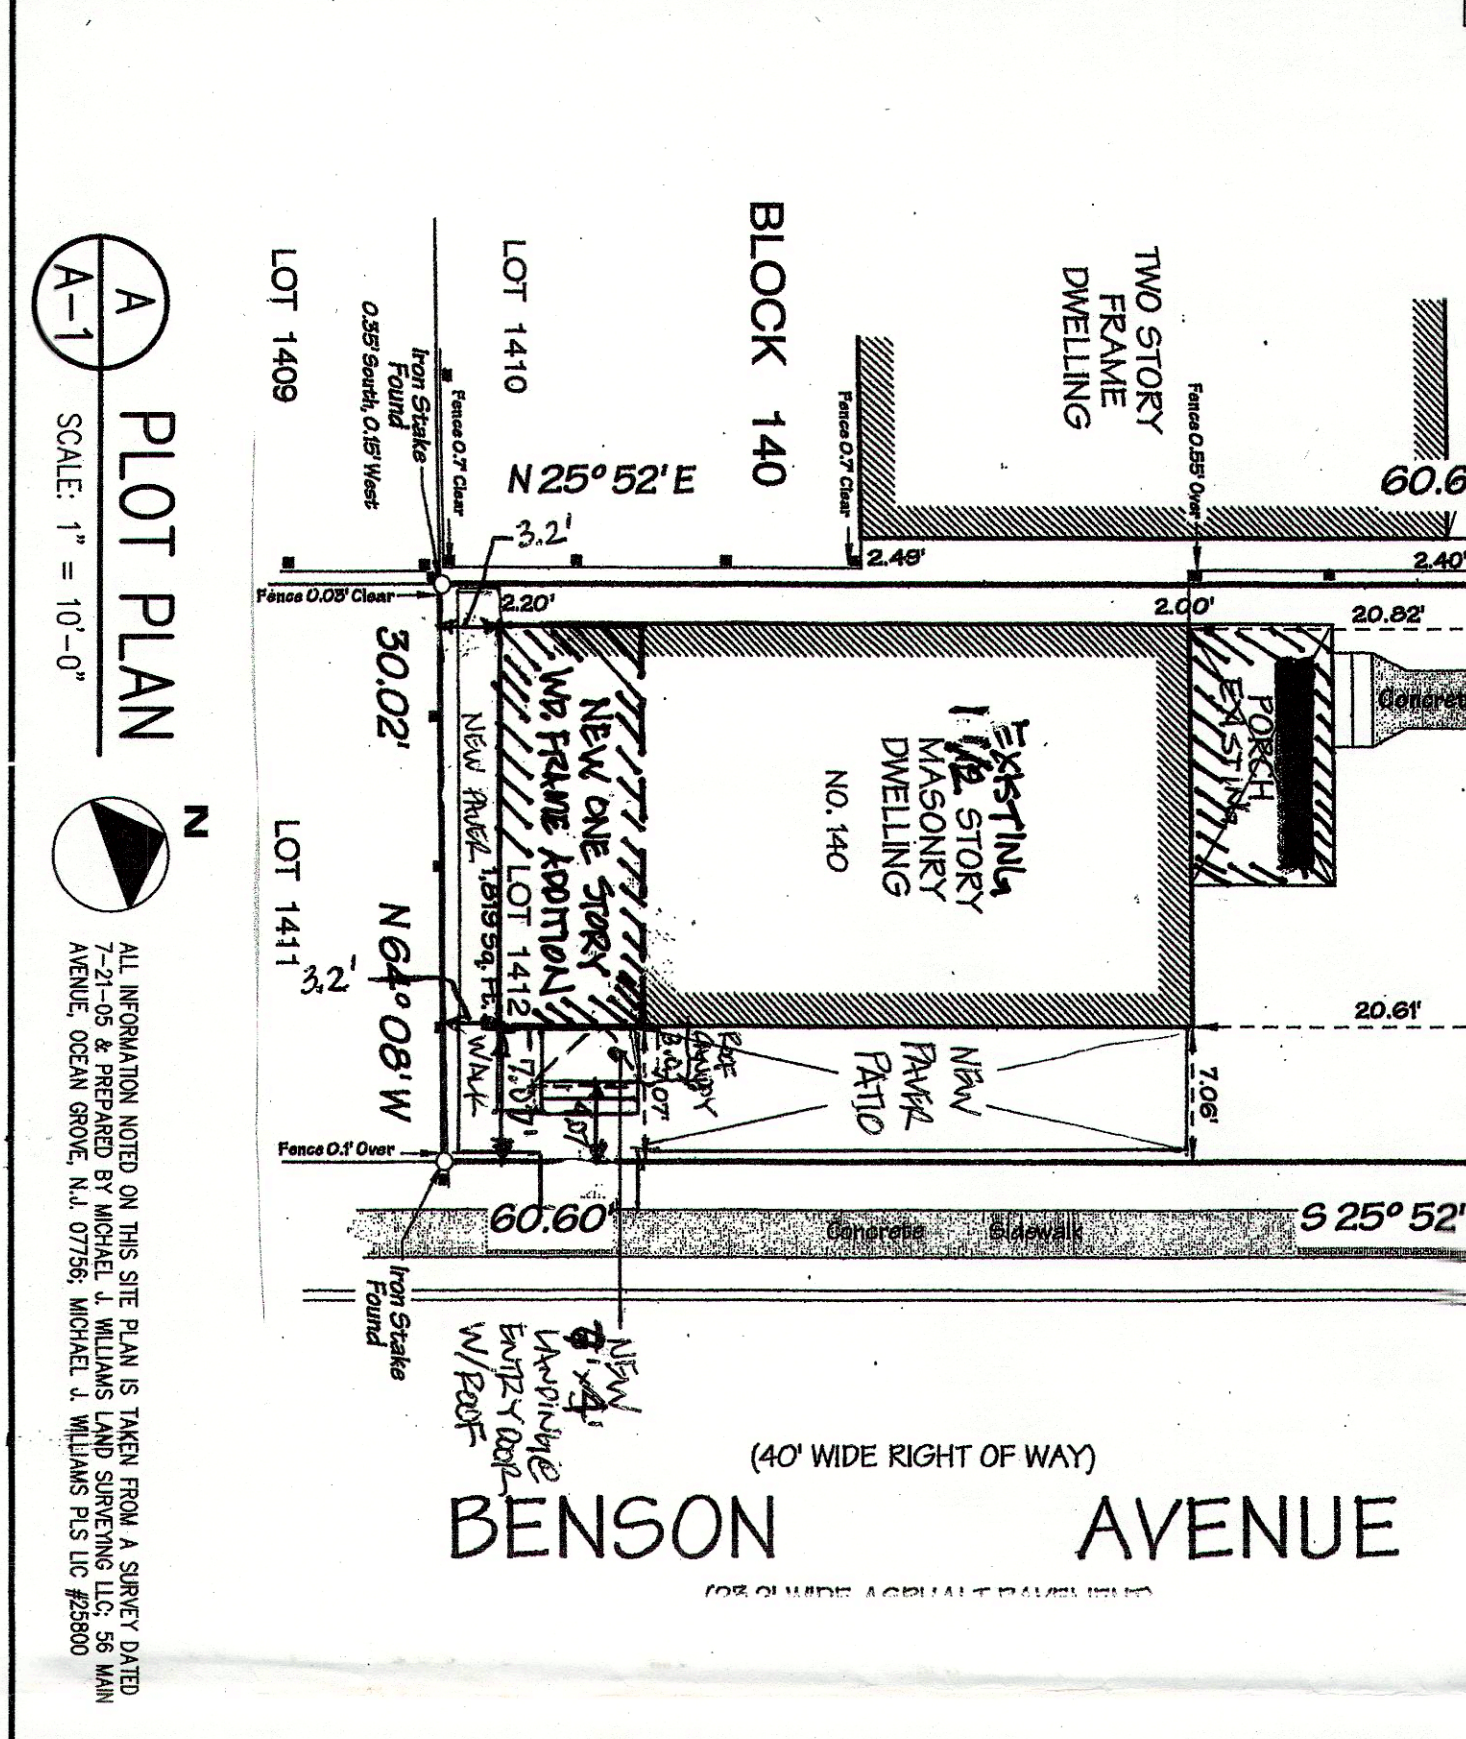 BLOCK 140
TWO STORY
FRAME
DWELLING
LOT 1409
LOT 1410
0.35' South, 0.15' West
Iron Stake
Found
Fence 0.7' Clear
N 25° 52' E
Fence 0.7' Clear
Fence 0.55' Over
60.6
3.2'
2.49'
2.40'
Fence 0.03' Clear
2.20'
2.00'
20.82'
30.02'
N 64° 08' W
NEW PAVER
WALK
NEW ONE STORY
WD. FRAME ADDITION
LOT 1412
1,819 Sq. Ft.
EXISTING
1 1/2 STORY
MASONRY
DWELLING
NO. 140
PORCH
EXISTING
Concret
LOT 1411
3.2'
20.61'
7.07'
4.07
ROOF
CANOPY
NEW
PAVER
PATIO
7.06'
Fence 0.1' Over
60.60'
Concrete Sidewalk
S 25° 52'
Iron Stake
Found
NEW
LANDING @
ENTRY DOOR
W/ROOF
(40' WIDE RIGHT OF WAY)
BENSON AVENUE
A
A-1
PLOT PLAN
SCALE: 1" = 10'-0"
N
ALL INFORMATION NOTED ON THIS SITE PLAN IS TAKEN FROM A SURVEY DATED
7-21-05 & PREPARED BY MICHAEL J. WILLIAMS LAND SURVEYING LLC; 56 MAIN
AVENUE, OCEAN GROVE, N.J. 07756; MICHAEL J. WILLIAMS PLS LIC #25800